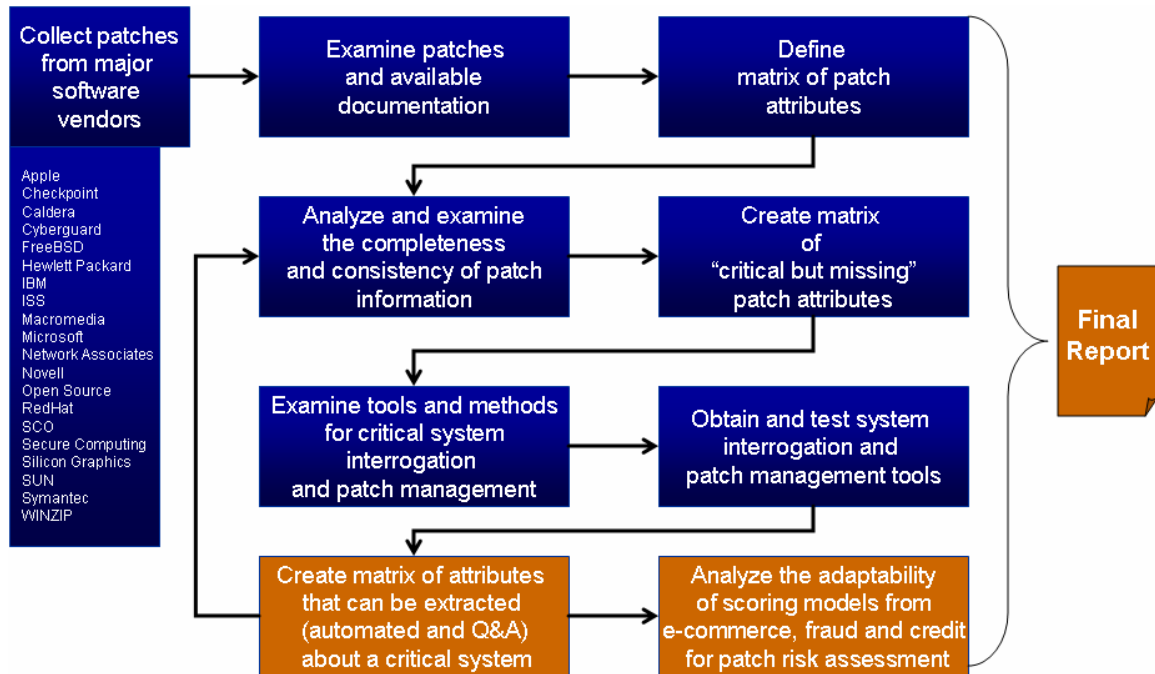 Collect patches
from major
software
vendors
Examine patches
and available
documentation
Define
matrix of patch
attributes
Apple
Checkpoint
Caldera
Cyberguard
FreeBSD
Hewlett Packard
IBM
ISS
Macromedia
Microsoft
Network Associates
Novell
Open Source
RedHat
SCO
Secure Computing
Silicon Graphics
SUN
Symantec
WINZIP
Analyze and examine
the completeness
and consistency of patch
information
Create matrix
of
“critical but missing”
patch attributes
Examine tools and methods
for critical system
interrogation
and patch management
Obtain and test system
interrogation and
patch management tools
Create matrix of attributes
that can be extracted
(automated and Q&A)
about a critical system
Analyze the adaptability
of scoring models from
e-commerce, fraud and credit
for patch risk assessment
Final
Report